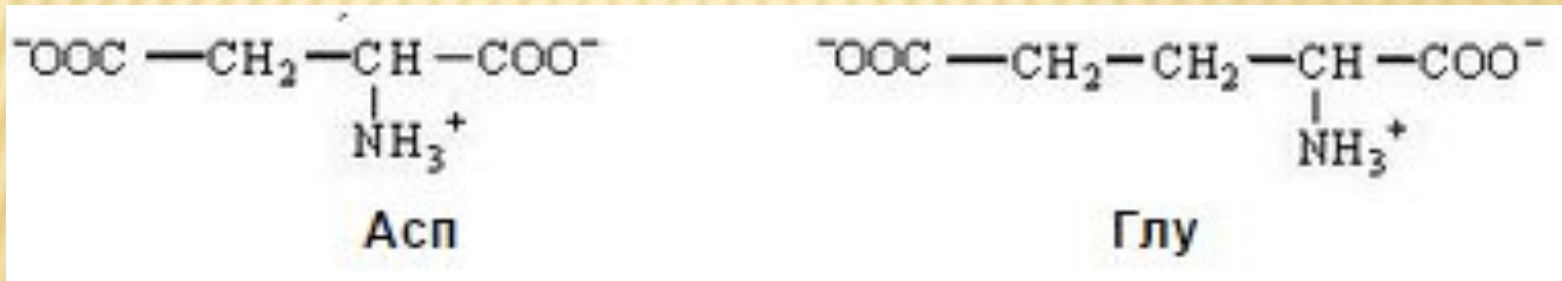 ⁻OOC—CH₂—CH—COO⁻
NH₃⁺
Асп
⁻OOC—CH₂—CH₂—CH—COO⁻
NH₃⁺
Глу